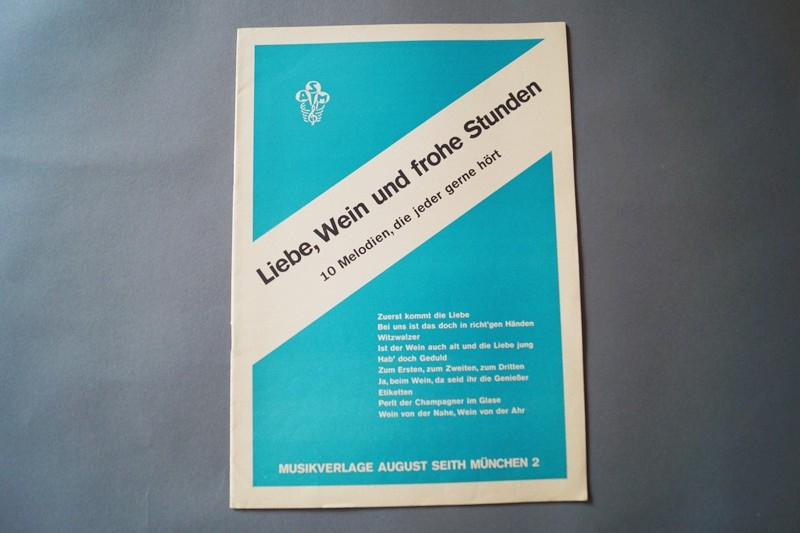 S
A M
Liebe, Wein und frohe Stunden
10 Melodien, die jeder gerne hört
Zuerst kommt die Liebe
Bei uns ist das doch in richt'gen Händen
Witzwalzer
Ist der Wein auch alt und die Liebe jung
Hab' doch Geduld
Zum Ersten, zum Zweiten, zum Dritten
Ja, beim Wein, da seid ihr die Genießer
Etiketten
Perlt der Champagner im Glase
Wein von der Nahe, Wein von der Ahr
MUSIKVERLAGE AUGUST SEITH MÜNCHEN 2